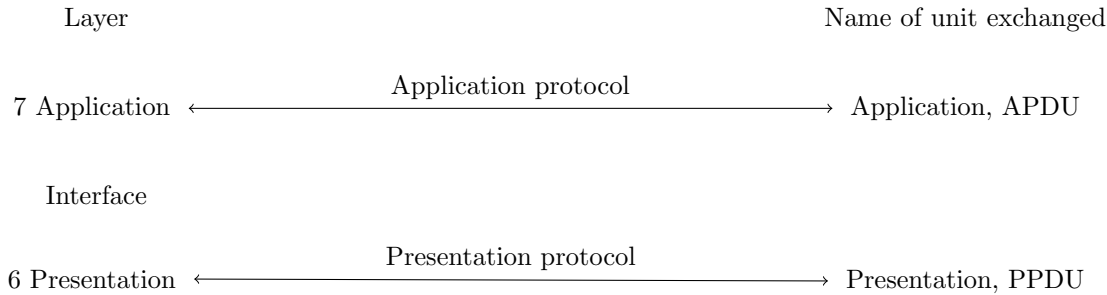 Layer Name of unit exchanged
Application protocol
7 Application Application, APDU
Interface
Presentation protocol
6 Presentation Presentation, PPDU